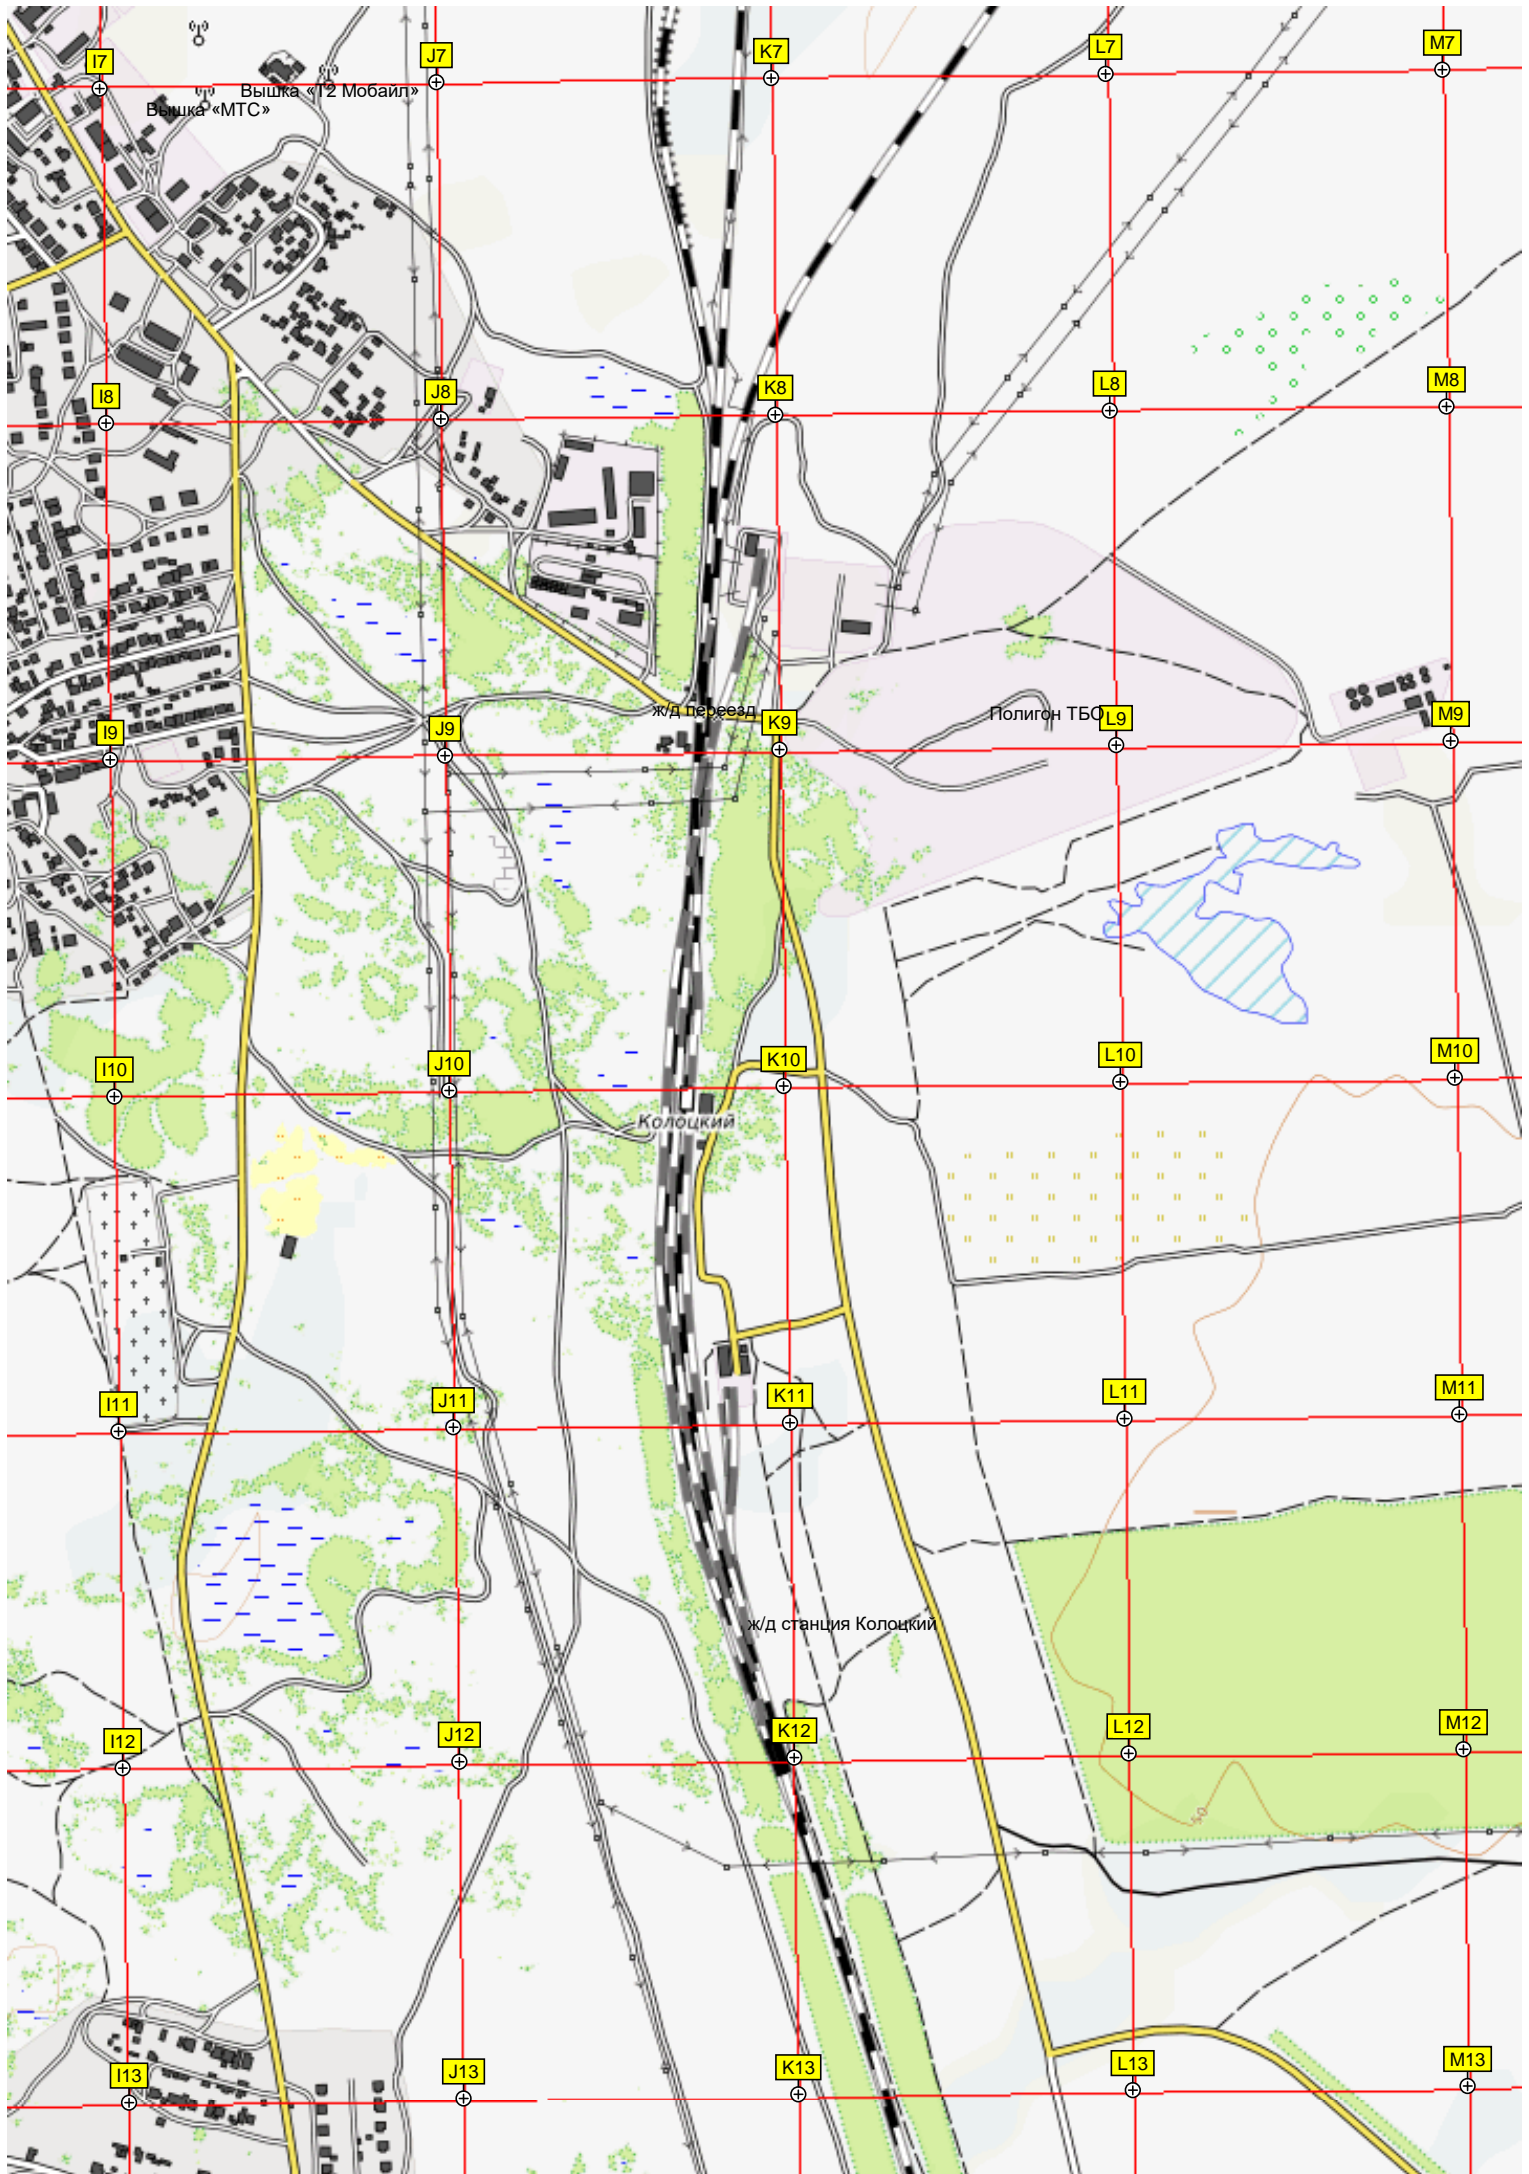 I7
J7
K7
L7
M7
Вышка «Т2 Мобайл»
Вышка «МТС»
I8
J8
K8
L8
M8
ж/д переезд
Полигон ТБО
I9
J9
K9
L9
M9
I10
J10
K10
L10
M10
Колоцкий
I11
J11
K11
L11
M11
ж/д станция Колоцкий
I12
J12
K12
L12
M12
50
I13
J13
K13
L13
M13